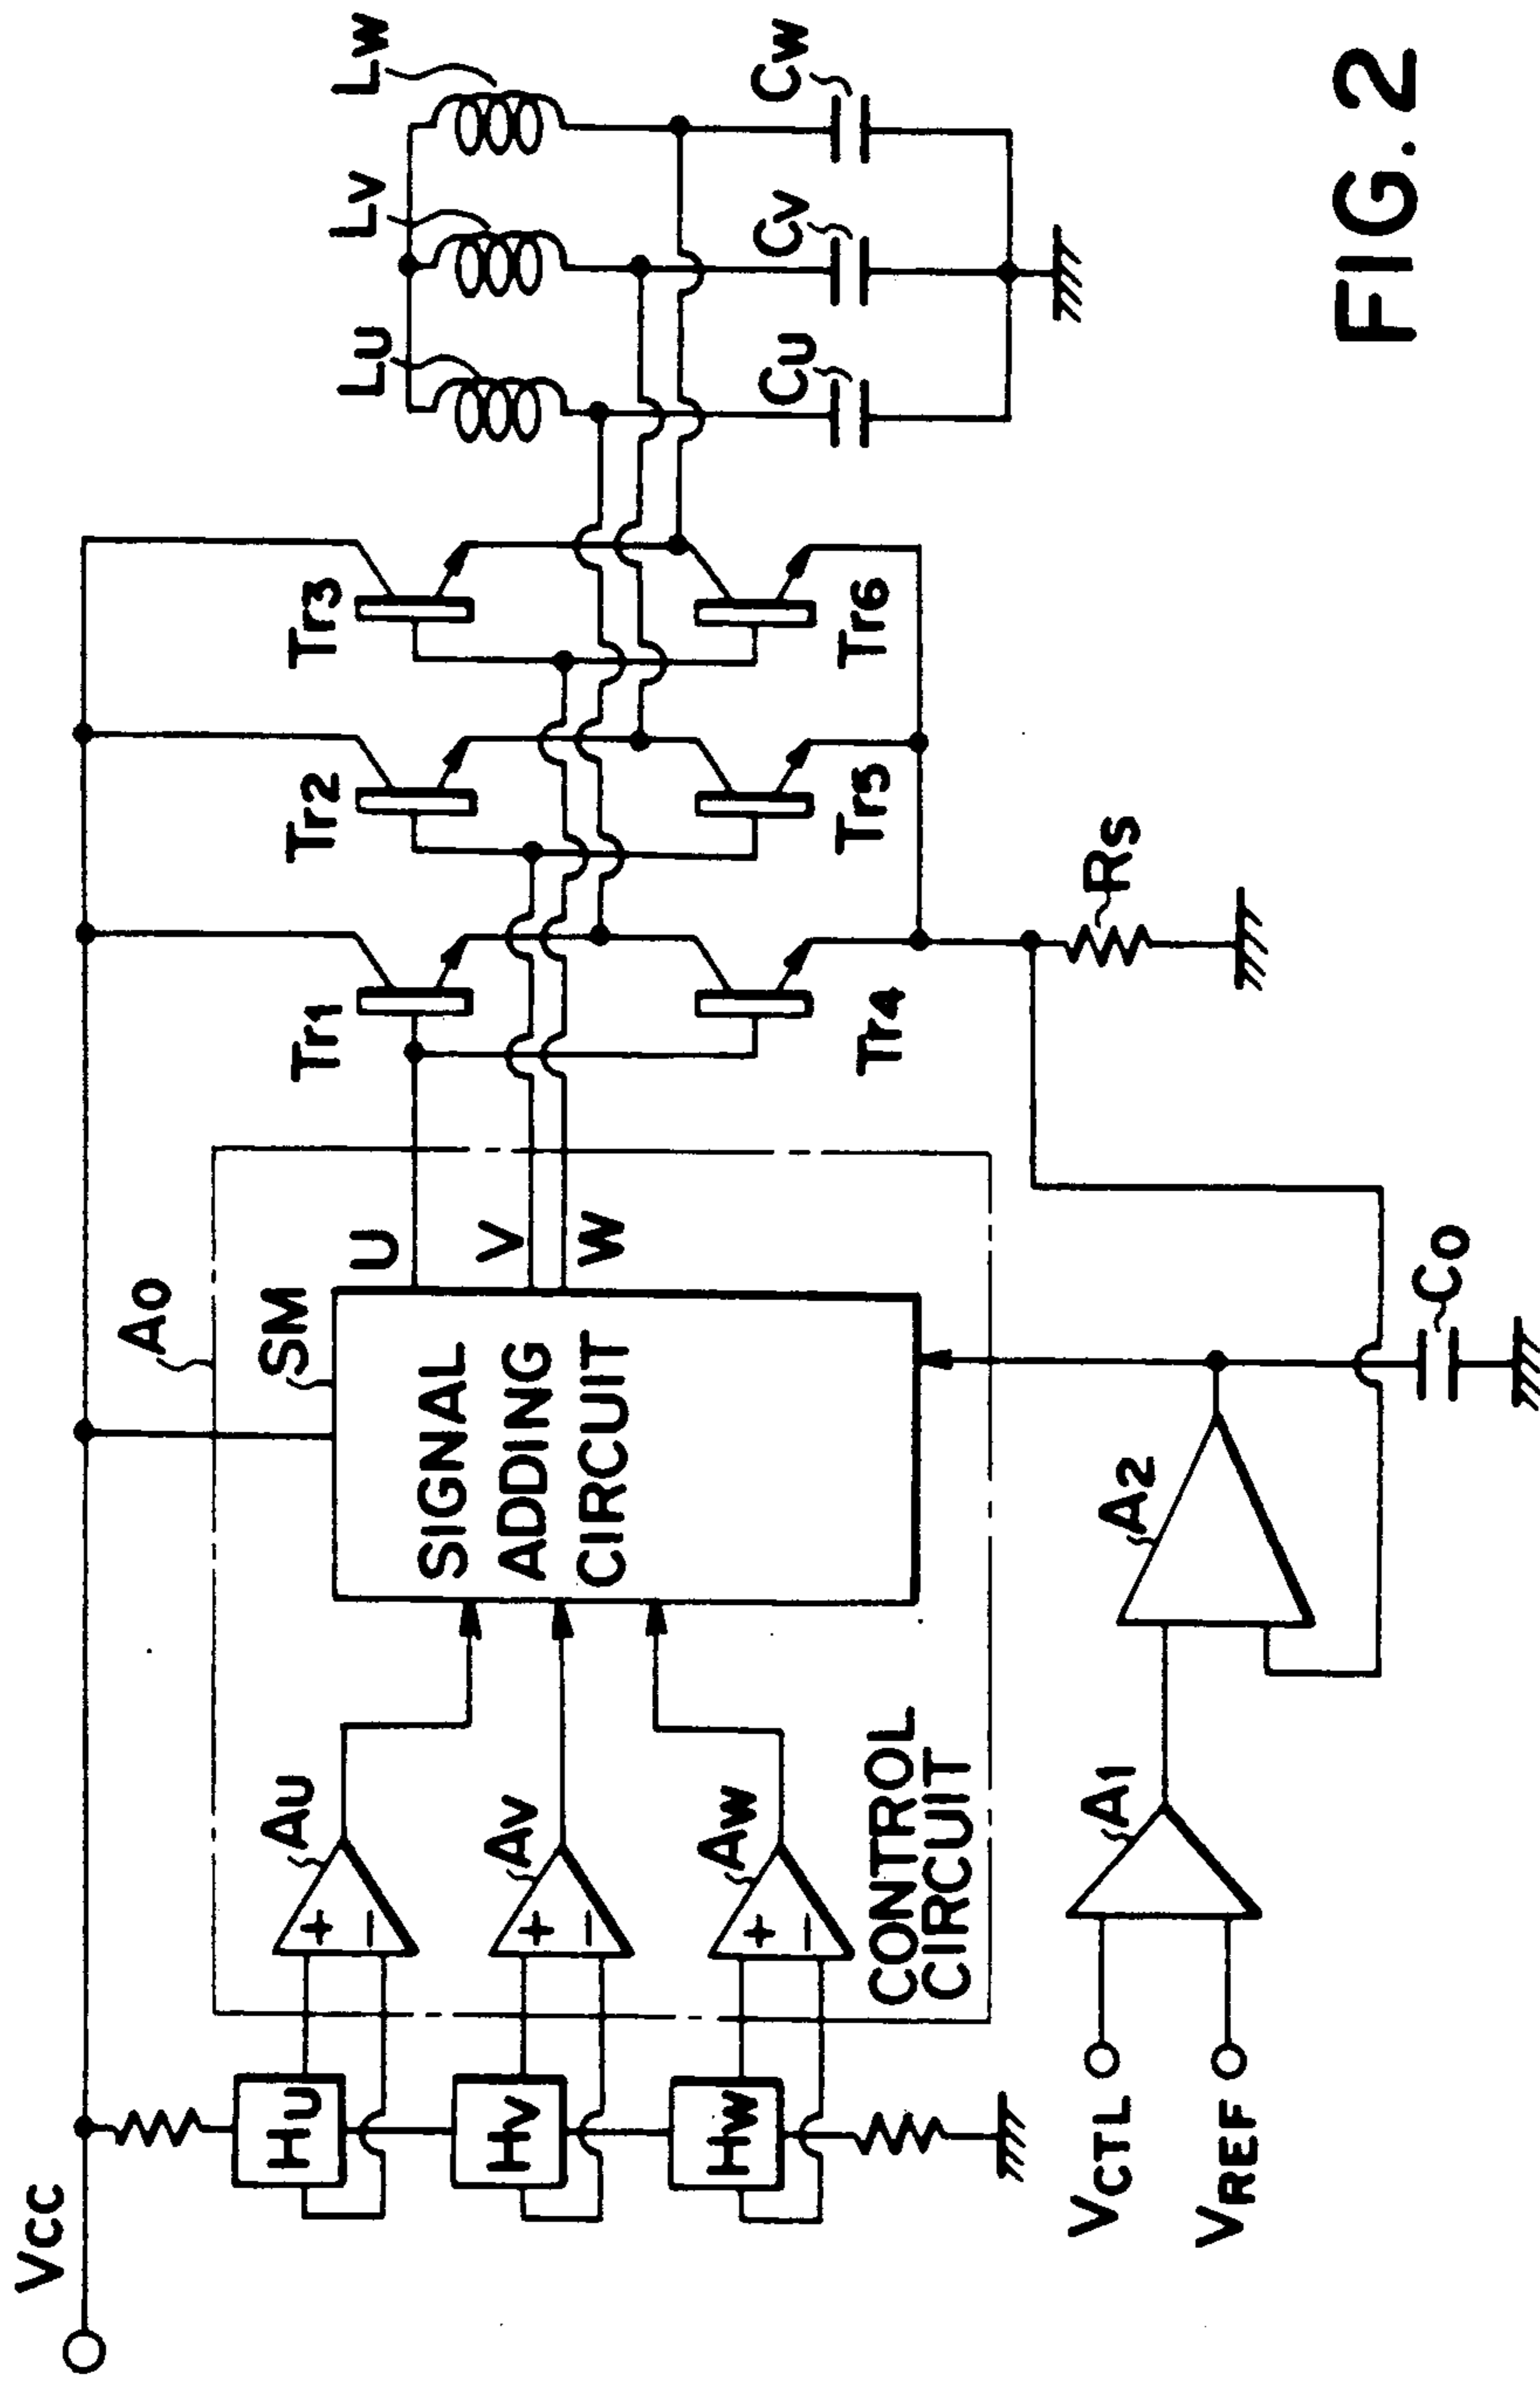 VCC
HU
HV
HW
AU
AV
AW
+
−
+
−
+
−
CONTROL
CIRCUIT
AO
SM
SIGNAL
ADDING
CIRCUIT
U
V
W
Tr1
Tr2
Tr3
Tr4
Tr5
Tr6
LU
LV
LW
CU
CV
CW
RS
VCTL
VREF
A1
A2
CO
FIG. 2